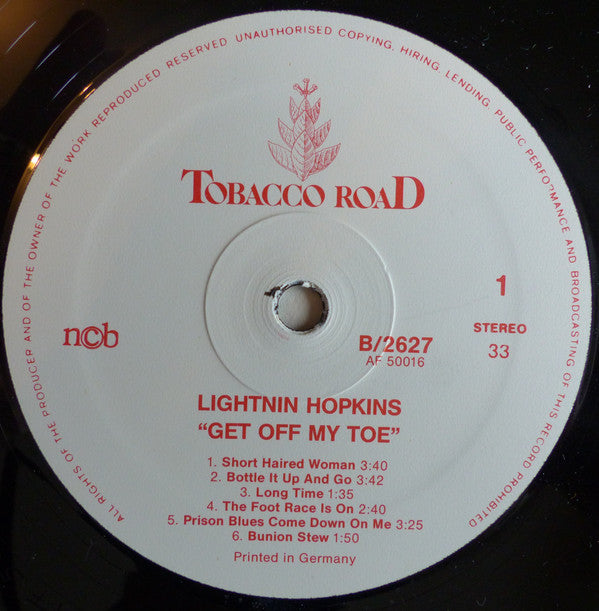 ALL RIGHTS OF THE PRODUCER AND OF THE OWNER OF THE WORK REPRODUCED RESERVED UNAUTHORISED COPYING, HIRING, LENDING, PUBLIC PERFORMANCE AND BROADCASTING OF THIS RECORD PROHIBITED
TOBACCO ROAD
1
STEREO
33
n©b
B/2627
AF 50016
LIGHTNIN HOPKINS
“GET OFF MY TOE”
1. Short Haired Woman 3:40
2. Bottle It Up And Go 3:42
3. Long Time 1:35
4. The Foot Race Is On 2:40
5. Prison Blues Come Down On Me 3:25
6. Bunion Stew 1:50
Printed in Germany